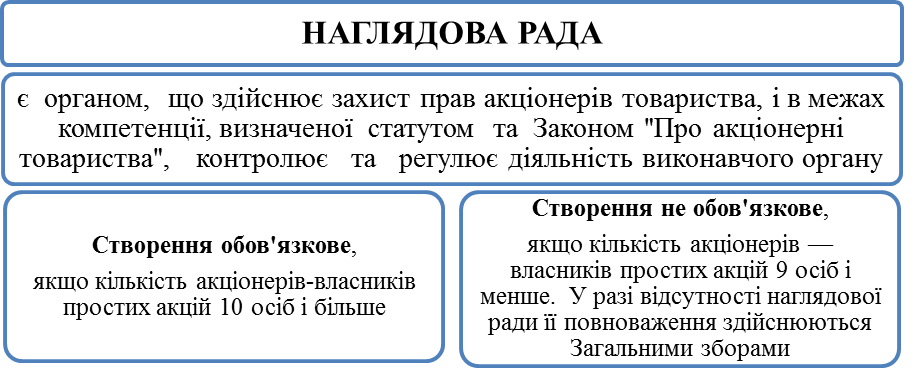 НАГЛЯДОВА РАДА
є органом, що здійснює захист прав акціонерів товариства, і в межах
компетенції, визначеної статутом та Законом "Про акціонерні
товариства", контролює та регулює діяльність виконавчого органу
Створення обов'язкове,
якщо кількість акціонерів-власників
простих акцій 10 осіб і більше
Створення не обов'язкове,
якщо кількість акціонерів —
власників простих акцій 9 осіб і
менше. У разі відсутності наглядової
ради її повноваження здійснюються
Загальними зборами